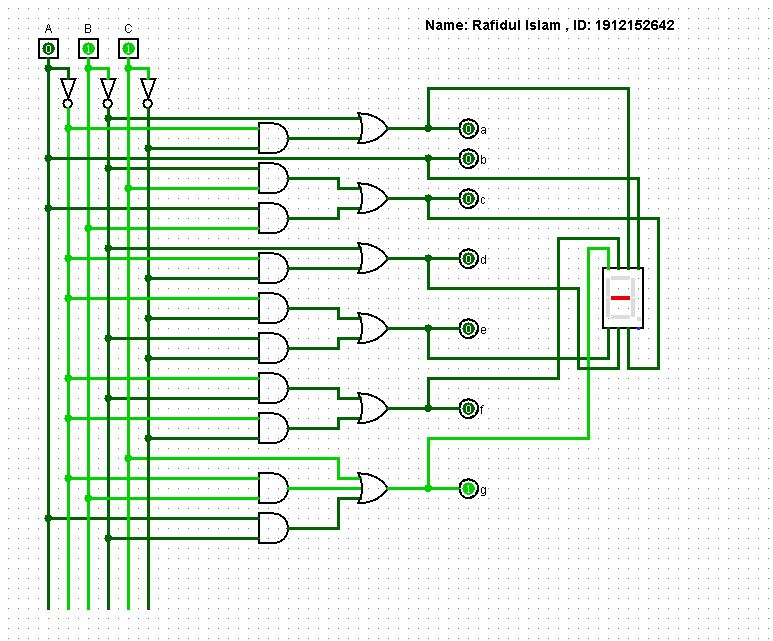 Name: Rafidul Islam , ID: 1912152642
A B C
0 1 1
0 a
0 b
0 c
0 d
0 e
0 f
1 g